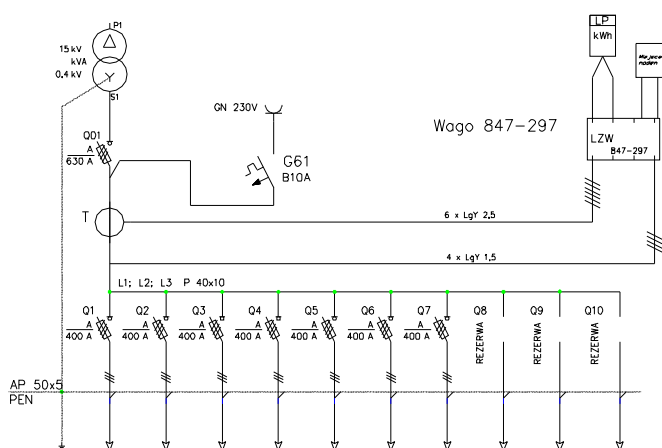 LP1
15 kV
kVA
0.4 kV
S1
LP
kWh
GN 230V
Wago 847-297
LZW
847-297
QD1
A
630 A
G61
B10A
T
6 x LgY 2,5
4 x LgY 1,5
L1; L2; L3 P 40x10
Q1 Q2 Q3 Q4 Q5 Q6 Q7 Q8 Q9 Q10
A A A A A A A
400 A 400 A 400 A 400 A 400 A 400 A 400 A
REZERWA REZERWA REZERWA
AP 50x5
PEN